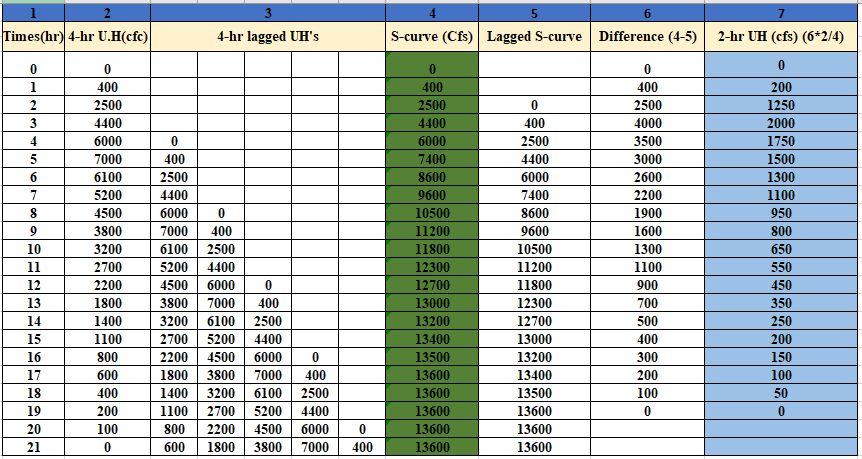 1 2 3 4 5 6 7
Times(hr) 4-hr U.H(cfc) 4-hr lagged UH's S-curve (Cfs) Lagged S-curve Difference (4-5) 2-hr UH (cfs) (6*2/4)
0 0 0 0 0
1 400 400 400 200
2 2500 2500 0 2500 1250
3 4400 4400 400 4000 2000
4 6000 0 6000 2500 3500 1750
5 7000 400 7400 4400 3000 1500
6 6100 2500 8600 6000 2600 1300
7 5200 4400 9600 7400 2200 1100
8 4500 6000 0 10500 8600 1900 950
9 3800 7000 400 11200 9600 1600 800
10 3200 6100 2500 11800 10500 1300 650
11 2700 5200 4400 12300 11200 1100 550
12 2200 4500 6000 0 12700 11800 900 450
13 1800 3800 7000 400 13000 12300 700 350
14 1400 3200 6100 2500 13200 12700 500 250
15 1100 2700 5200 4400 13400 13000 400 200
16 800 2200 4500 6000 0 13500 13200 300 150
17 600 1800 3800 7000 400 13600 13400 200 100
18 400 1400 3200 6100 2500 13600 13500 100 50
19 200 1100 2700 5200 4400 13600 13600 0 0
20 100 800 2200 4500 6000 0 13600 13600
21 0 600 1800 3800 7000 400 13600 13600